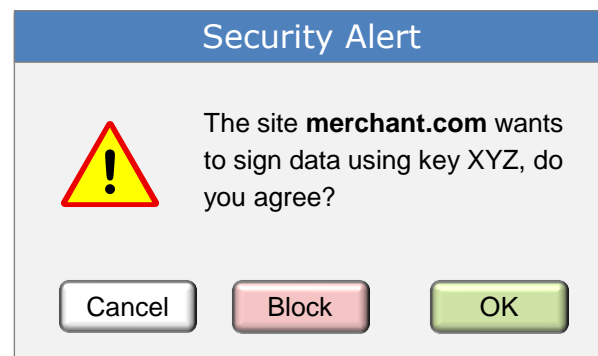 Security Alert
The site merchant.com wants
to sign data using key XYZ, do
you agree?
Cancel Block OK